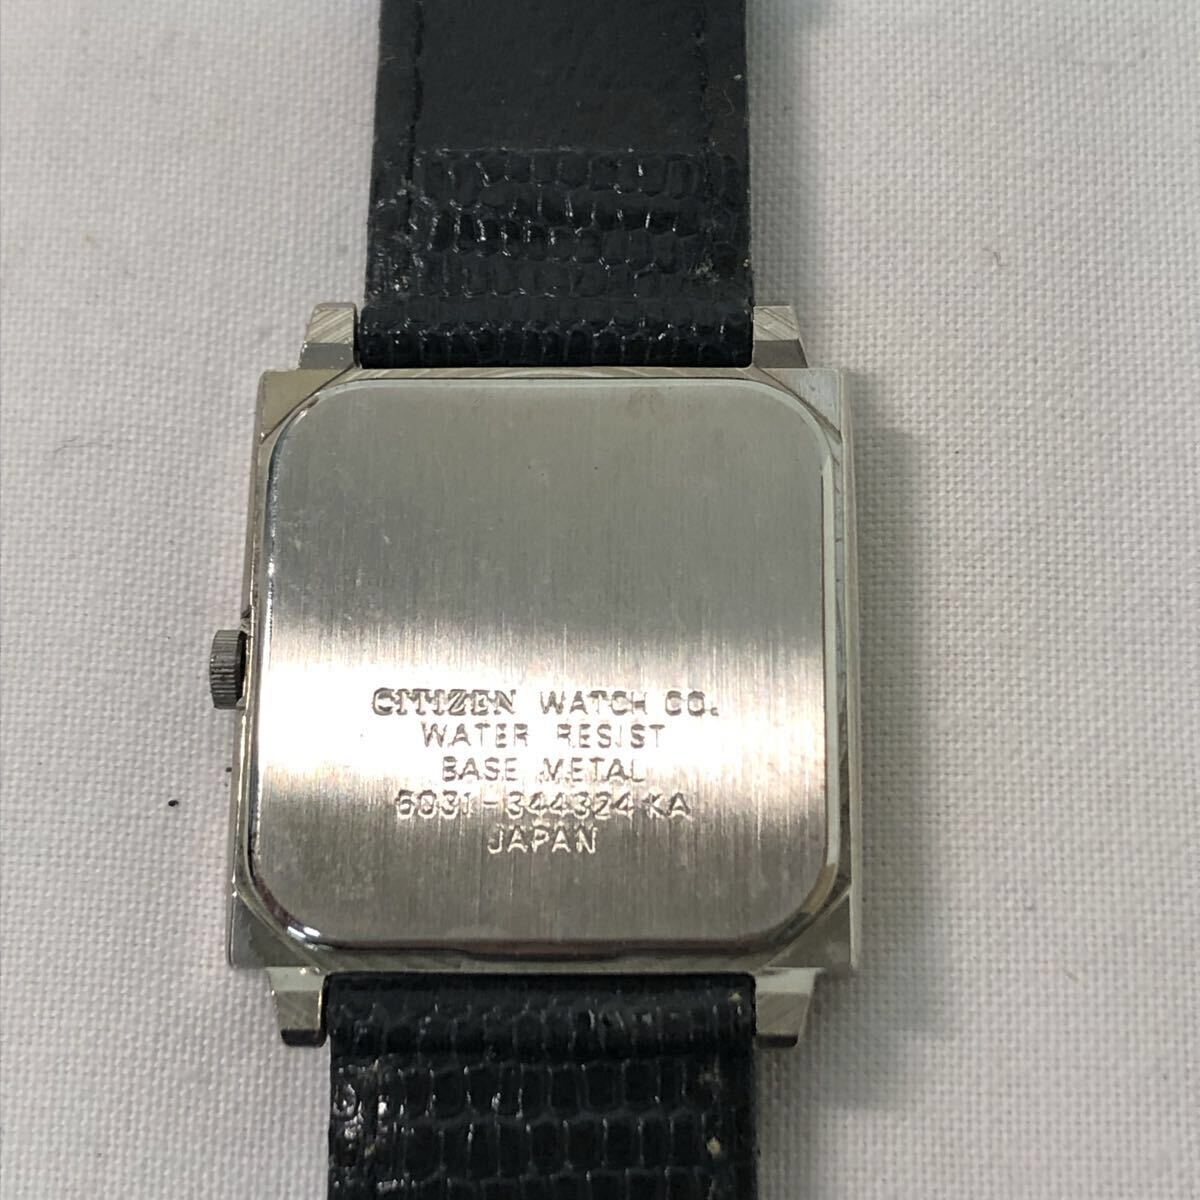 CITIZEN WATCH CO.
WATER RESIST
BASE METAL
6031-344324 KA
JAPAN